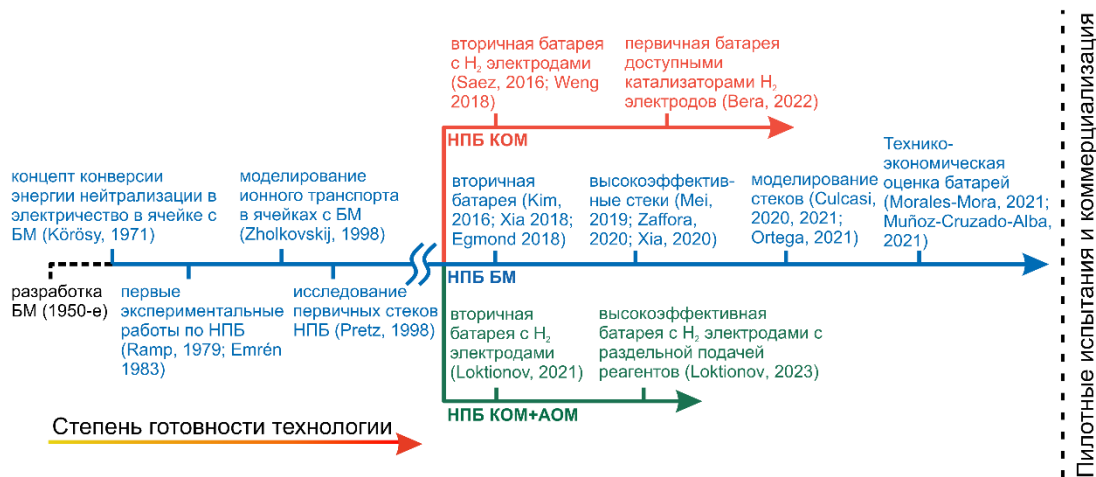 вторичная батарея
с H₂ электродами
(Saez, 2016; Weng
2018)
первичная батарея
доступными
катализаторами H₂
электродов (Bera, 2022)
НПБ КОМ
концепт конверсии
энергии нейтрализации в
электричество в ячейке с
БМ (Körösy, 1971)
моделирование
ионного транспорта
в ячейках с БМ
(Zholkovskij, 1998)
вторичная
батарея (Kim,
2016; Xia 2018;
Egmond 2018)
высокоэффектив-
ные стеки (Mei,
2019; Zaffora,
2020; Xia, 2020)
моделирование
стеков (Culcasi,
2020, 2021;
Ortega, 2021)
Технико-
экономическая
оценка батарей
(Morales-Mora, 2021;
Muñoz-Cruzado-Alba,
2021)
НПБ БМ
разработка
БМ (1950-е)
первые
экспериментальные
работы по НПБ
(Ramp, 1979; Emrén
1983)
исследование
первичных стеков
НПБ (Pretz, 1998)
вторичная
батарея с H₂
электродами
(Loktionov, 2021)
высокоэффективная
батарея с H₂ электродами с
раздельной подачей
реагентов (Loktionov, 2023)
НПБ КОМ+АОМ
Степень готовности технологии
Пилотные испытания и коммерциализация